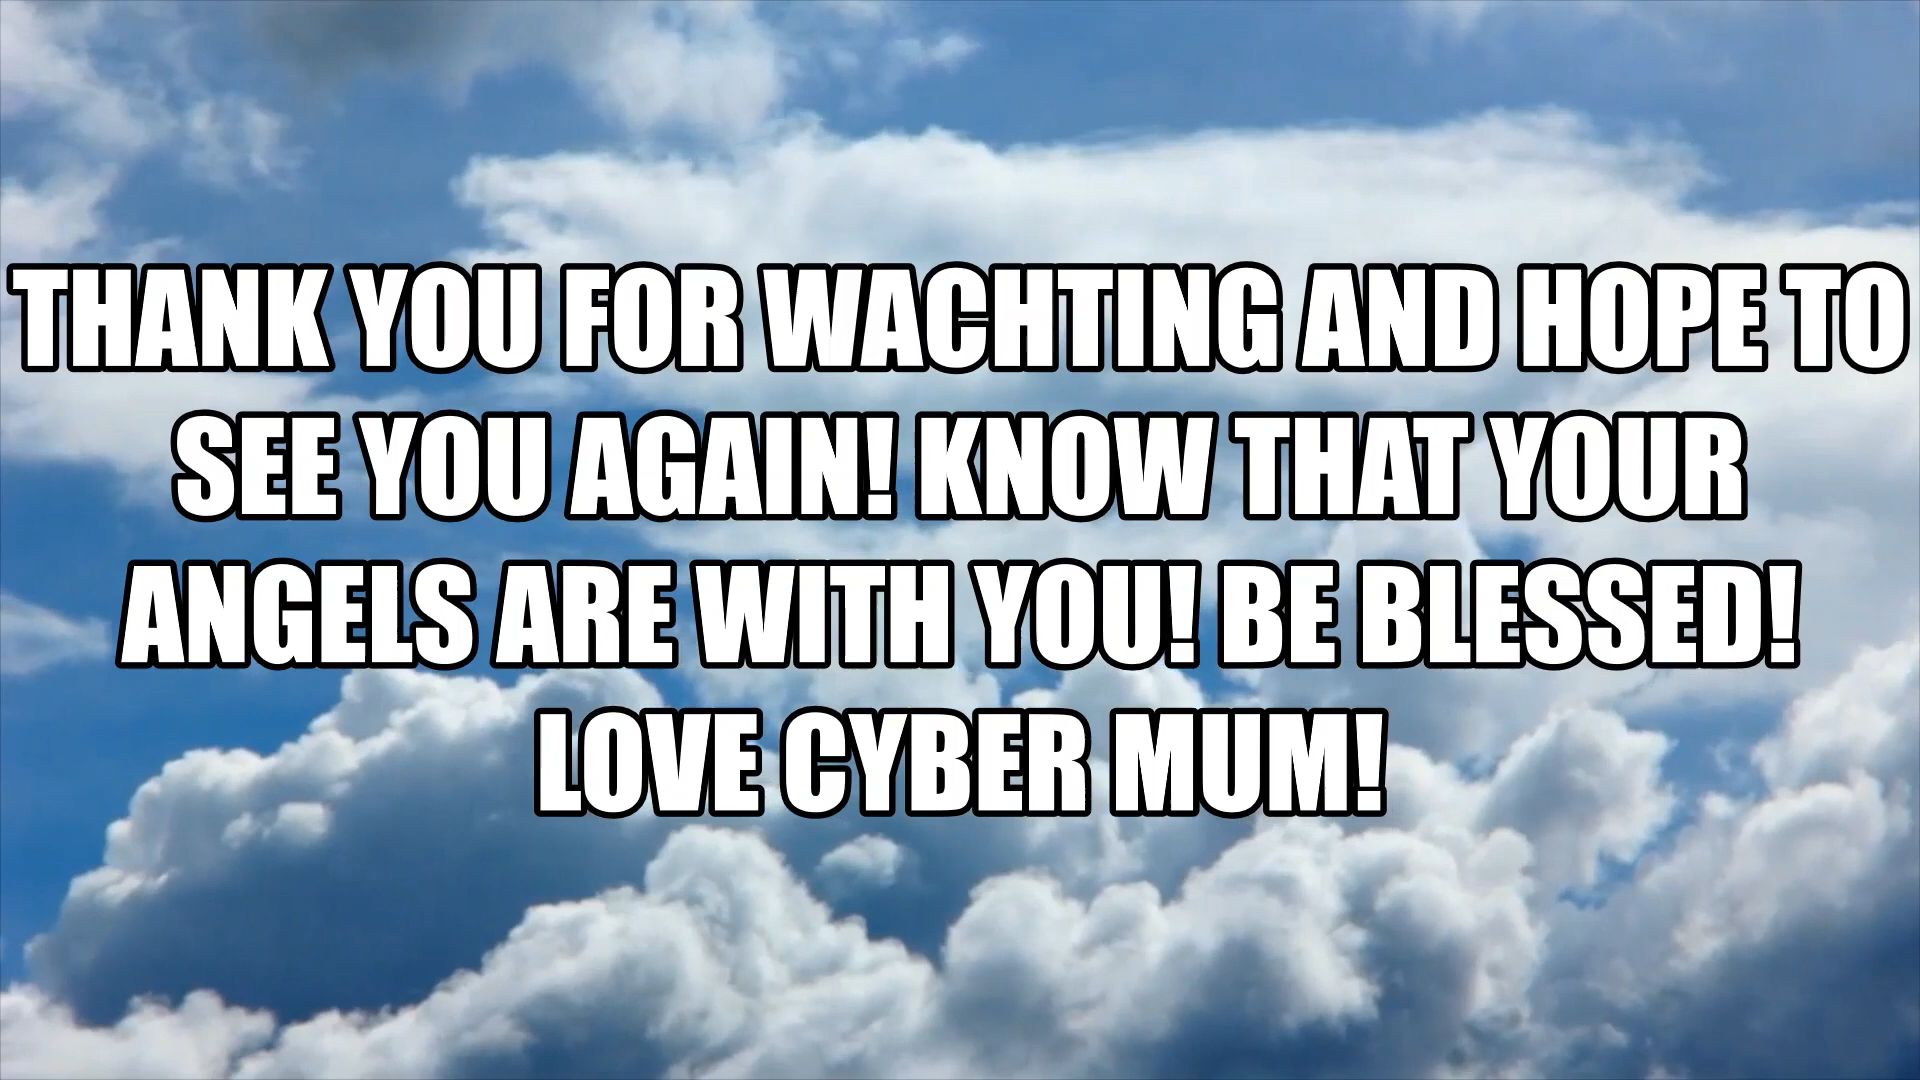 THANK YOU FOR WACHTING AND HOPE TO
SEE YOU AGAIN! KNOW THAT YOUR
ANGELS ARE WITH YOU! BE BLESSED!
LOVE CYBER MUM!